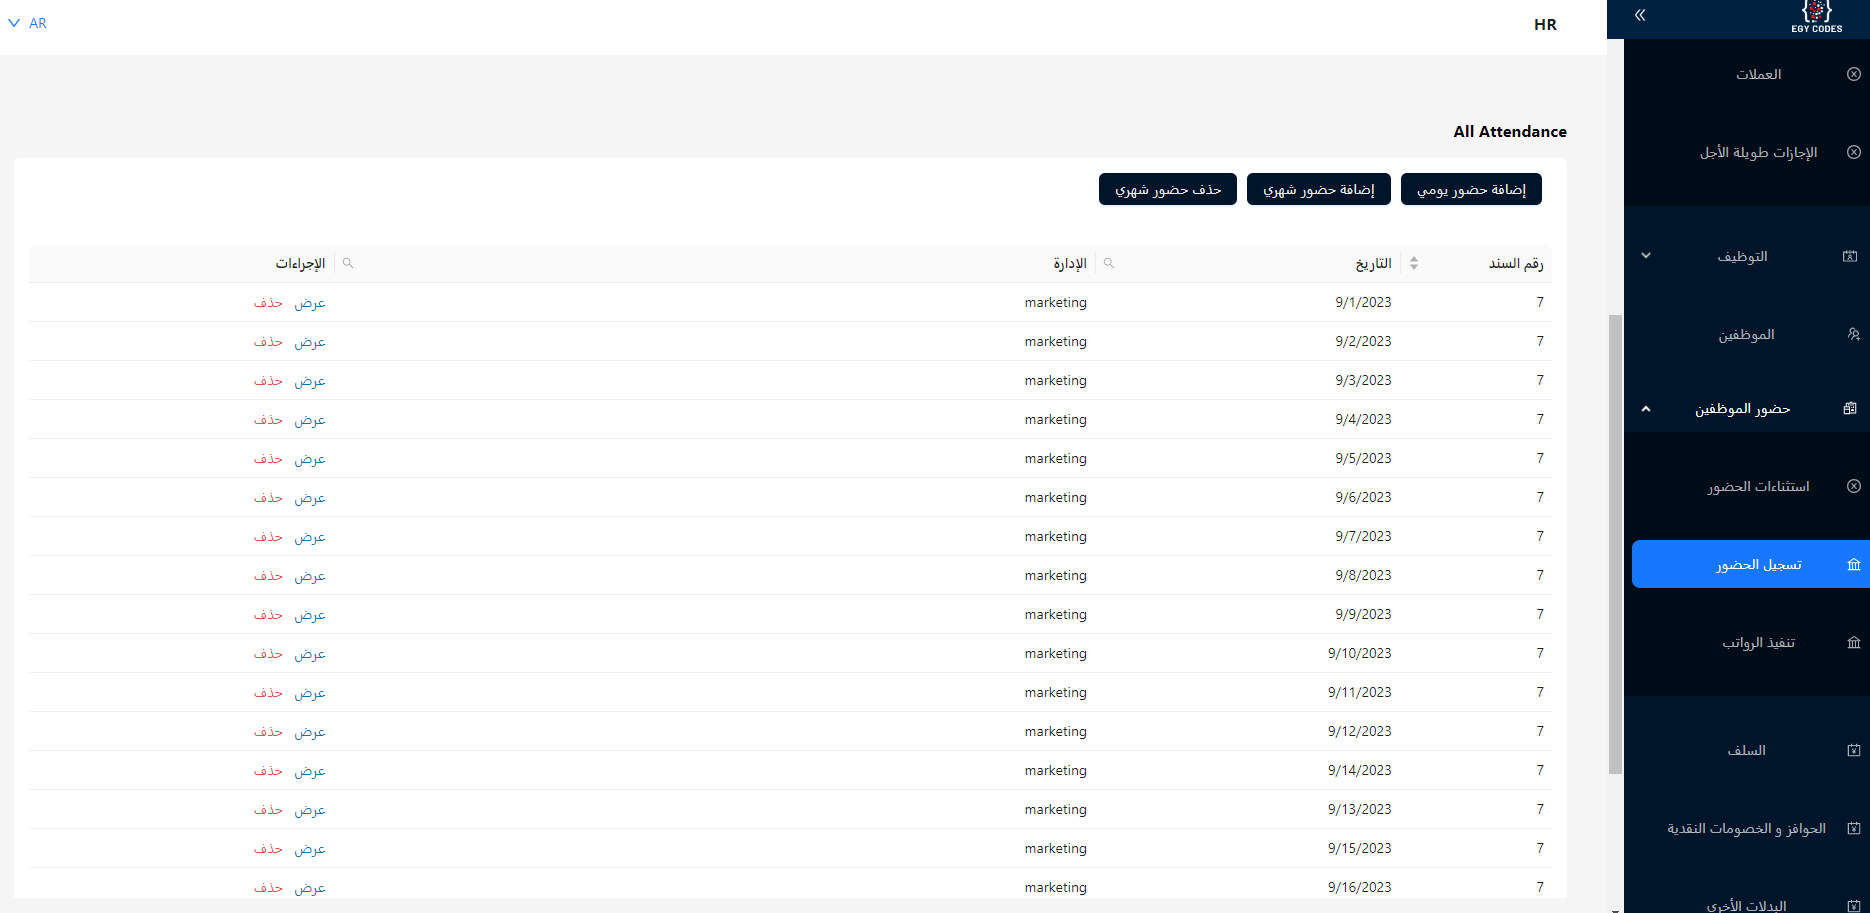 AR
HR
EGY CODES
All Attendance
إضافة حضور يومي
إضافة حضور شهري
حذف حضور شهري
رقم السند التاريخ الإدارة الإجراءات
7 9/1/2023 marketing عرض حذف
7 9/2/2023 marketing عرض حذف
7 9/3/2023 marketing عرض حذف
7 9/4/2023 marketing عرض حذف
7 9/5/2023 marketing عرض حذف
7 9/6/2023 marketing عرض حذف
7 9/7/2023 marketing عرض حذف
7 9/8/2023 marketing عرض حذف
7 9/9/2023 marketing عرض حذف
7 9/10/2023 marketing عرض حذف
7 9/11/2023 marketing عرض حذف
7 9/12/2023 marketing عرض حذف
7 9/14/2023 marketing عرض حذف
7 9/13/2023 marketing عرض حذف
7 9/15/2023 marketing عرض حذف
7 9/16/2023 marketing عرض حذف
العملات
الإجازات طويلة الأجل
التوظيف
الموظفين
حضور الموظفين
استثناءات الحضور
تسجيل الحضور
تنفيذ الرواتب
السلف
الحوافز و الخصومات النقدية
البدلات الأخرى